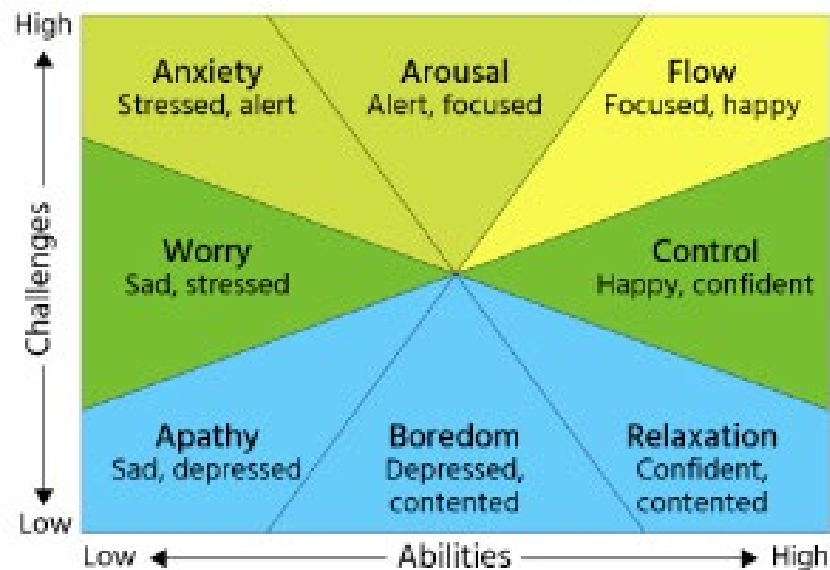 High
Anxiety
Stressed, alert
Arousal
Alert, focused
Flow
Focused, happy
Challenges
Worry
Sad, stressed
Control
Happy, confident
Apathy
Sad, depressed
Boredom
Depressed,
contented
Relaxation
Confident,
contented
Low
Low
Abilities
High